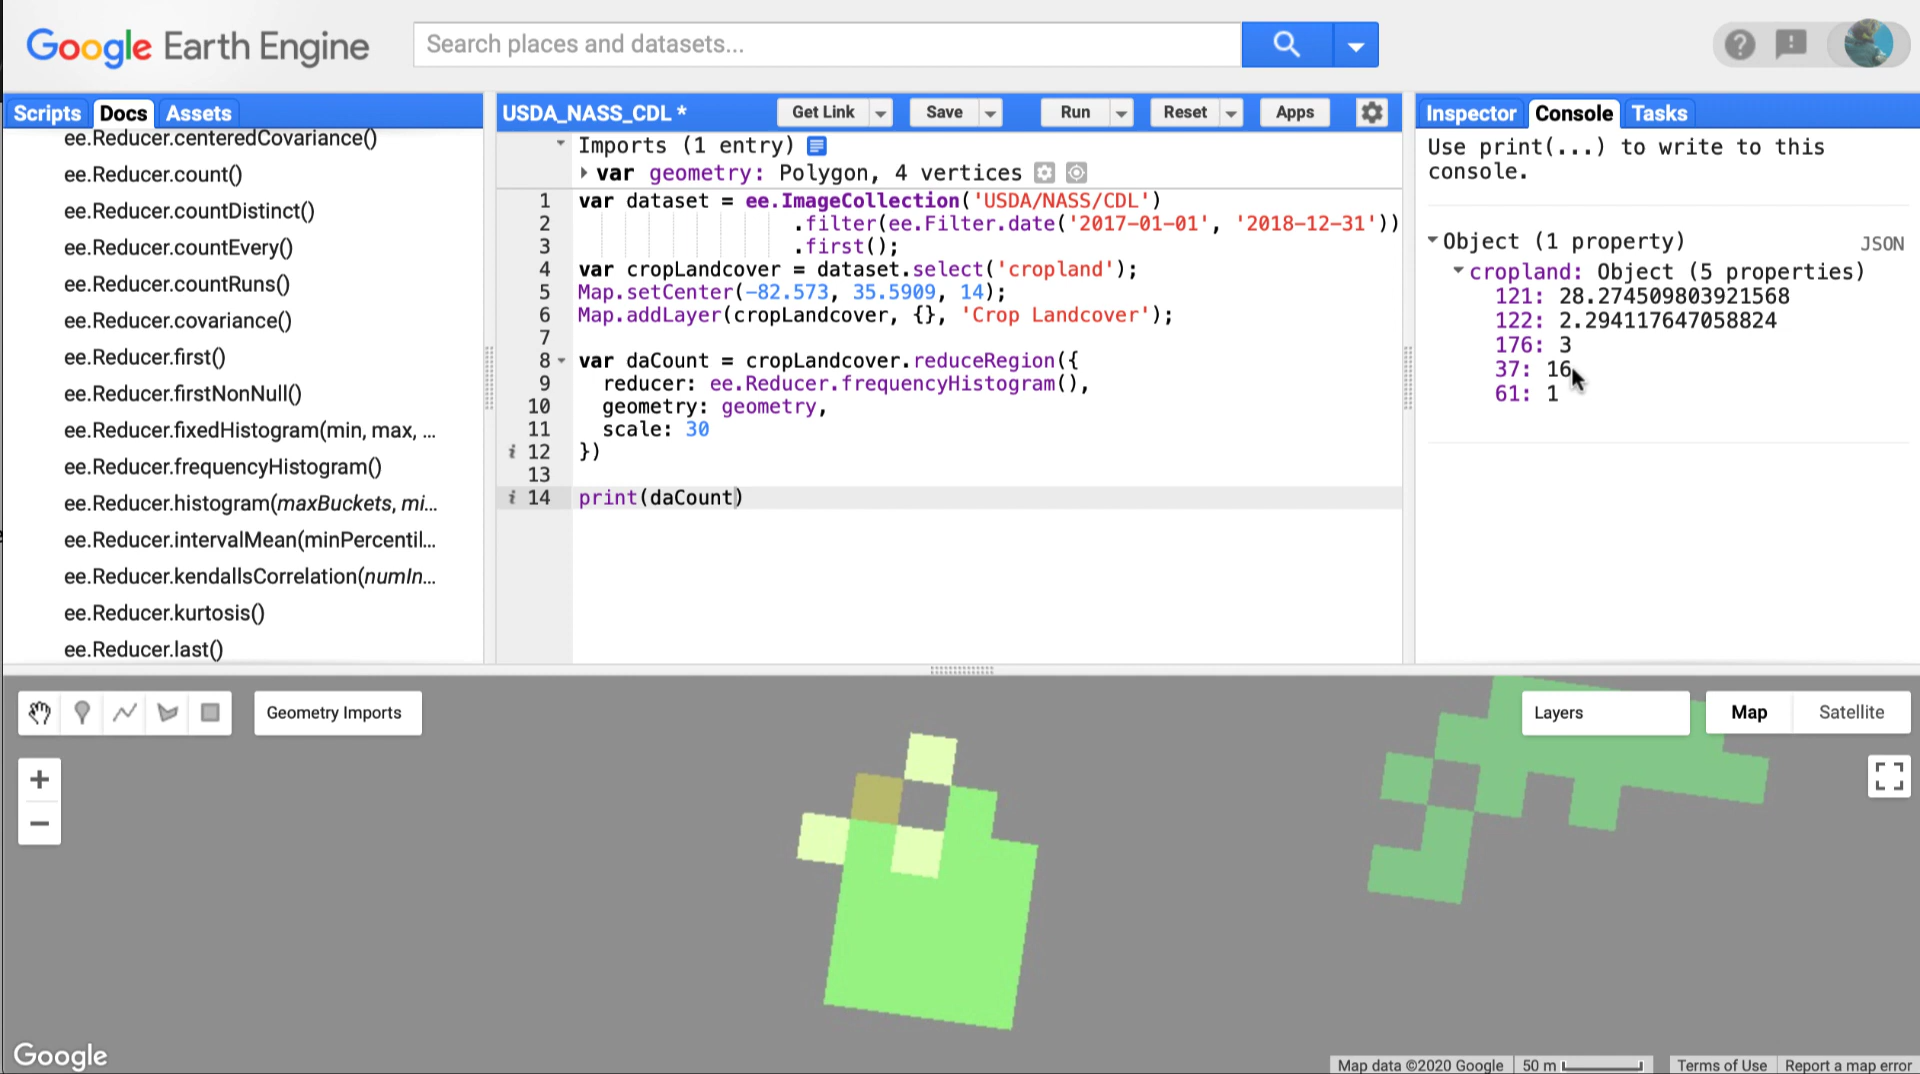 Google Earth Engine
Search places and datasets...
Scripts Docs Assets
ee.Reducer.centeredCovariance()
ee.Reducer.count()
ee.Reducer.countDistinct()
ee.Reducer.countEvery()
ee.Reducer.countRuns()
ee.Reducer.covariance()
ee.Reducer.first()
ee.Reducer.firstNonNull()
ee.Reducer.fixedHistogram(min, max, ...
ee.Reducer.frequencyHistogram()
ee.Reducer.histogram(maxBuckets, mi...
ee.Reducer.intervalMean(minPercentil...
ee.Reducer.kendallsCorrelation(numIn...
ee.Reducer.kurtosis()
ee.Reducer.last()
USDA_NASS_CDL *
Get Link Save Run Reset Apps
Imports (1 entry)
var geometry: Polygon, 4 vertices
1 var dataset = ee.ImageCollection('USDA/NASS/CDL')
2 .filter(ee.Filter.date('2017-01-01', '2018-12-31'))
3 .first();
4 var cropLandcover = dataset.select('cropland');
5 Map.setCenter(-82.573, 35.5909, 14);
6 Map.addLayer(cropLandcover, {}, 'Crop Landcover');
7
8 var daCount = cropLandcover.reduceRegion({
9 reducer: ee.Reducer.frequencyHistogram(),
10 geometry: geometry,
11 scale: 30
i 12 })
13
i 14 print(daCount)
Inspector Console Tasks
Use print(...) to write to this
console.
Object (1 property) JSON
cropland: Object (5 properties)
121: 28.274509803921568
122: 2.294117647058824
176: 3
37: 16
61: 1
Geometry Imports
Layers
Map Satellite
+
−
Google
Map data ©2020 Google 50 m Terms of Use Report a map error